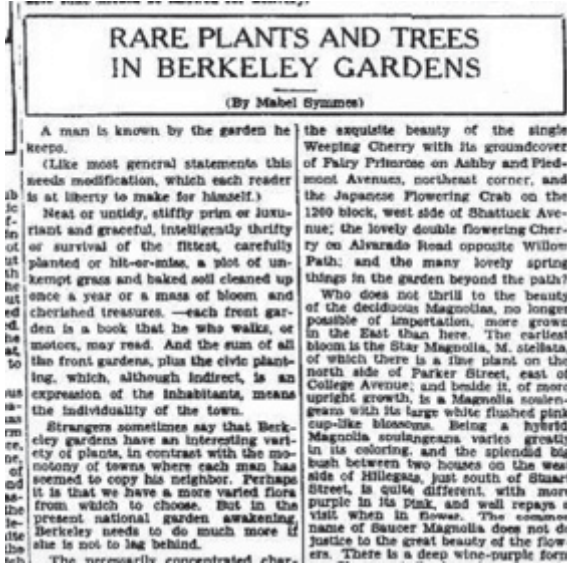 RARE PLANTS AND TREES
IN BERKELEY GARDENS
(By Mabel Symmes)
A man is known by the garden he
keeps.
(Like most general statements this
needs modification, which each reader
is at liberty to make for himself.)
Neat or untidy, stiffly prim or luxu-
riant and graceful, intelligently thrifty
or survival of the fittest, carefully
planted or hit-or-miss, a plot of un-
kempt grass and baked soil cleaned up
once a year or a mass of bloom and
cherished treasures. —each front gar-
den is a book that he who walks, or
motors, may read. And the sum of all
the front gardens, plus the civic plant-
ing, which, although indirect, is an
expression of the inhabitants, means
the individuality of the town.
Strangers sometimes say that Berk-
eley gardens have an interesting vari-
ety of plants, in contrast with the mo-
notony of towns where each man has
seemed to copy his neighbor. Perhaps
it is that we have a more varied flora
from which to choose. But in the
present national garden awakening,
Berkeley needs to do much more if
she is not to lag behind.
The necessarily concentrated char-
the exquisite beauty of the single
Weeping Cherry with its groundcover
of Fairy Primrose on Ashby and Pied-
mont Avenues, northeast corner, and
the Japanese Flowering Crab on the
1200 block, west side of Shattuck Ave-
nue; the lovely double flowering Cher-
ry on Alvarado Road opposite Willow
Path; and the many lovely spring
things in the garden beyond the path?
Who does not thrill to the beauty
of the deciduous Magnolias, no longer
possible of importation, more grown
in the East than here. The earliest
bloom is the Star Magnolia, M. stellata,
of which there is a fine plant on the
north side of Parker Street, east of
College Avenue; and beside it, of more
upright growth, is a Magnolia soulan-
geana with its large white flushed pink
cup-like blossoms. Being a hybrid
Magnolia soulangeana varies greatly
in its coloring, and the splendid big
bush between two houses on the west
side of Hillegass, just south of Stuart
Street, is quite different, with more
purple in its pink, and well repays a
visit when in flower. The common
name of Saucer Magnolia does not do
justice to the great beauty of the flow-
ers. There is a deep wine-purple form